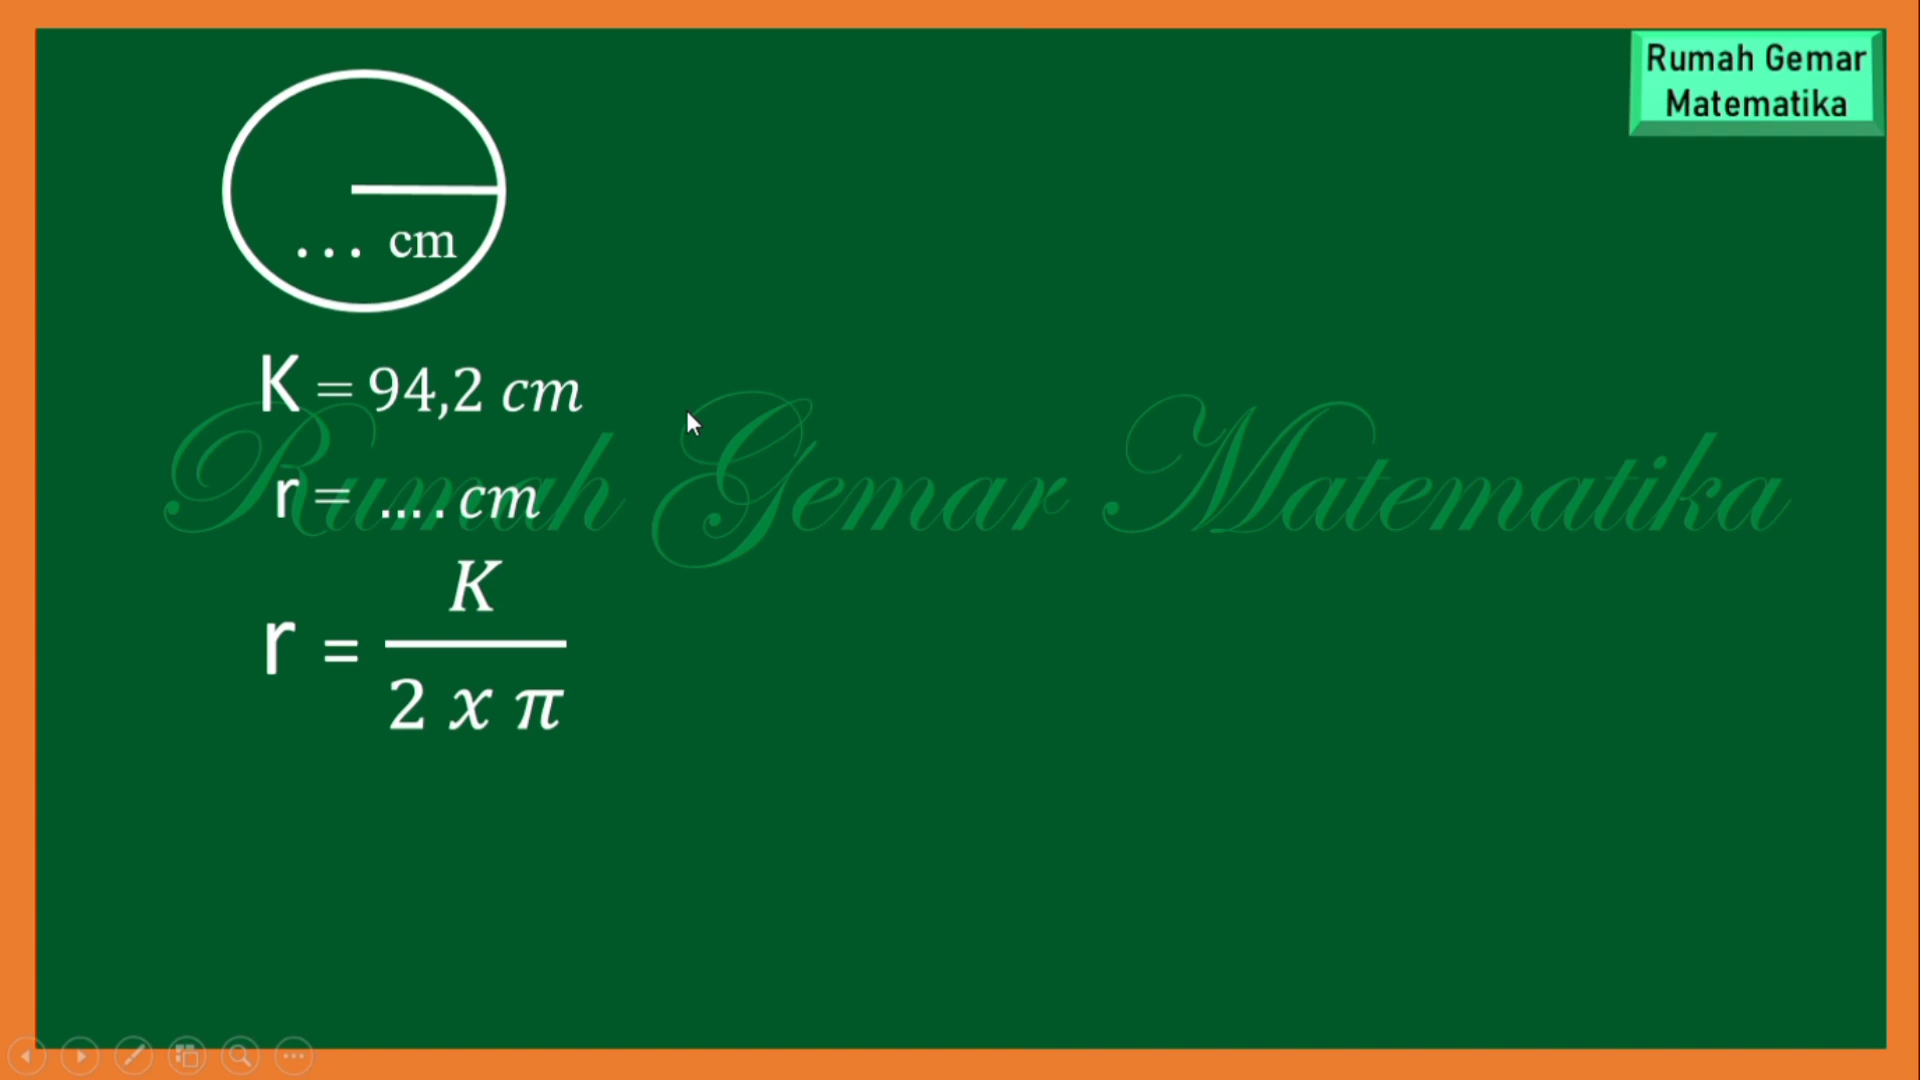 Rumah Gemar
Matematika
... cm
K = 94,2 cm
r = .... cm
r = K
2 x π
Rumah Gemar Matematika